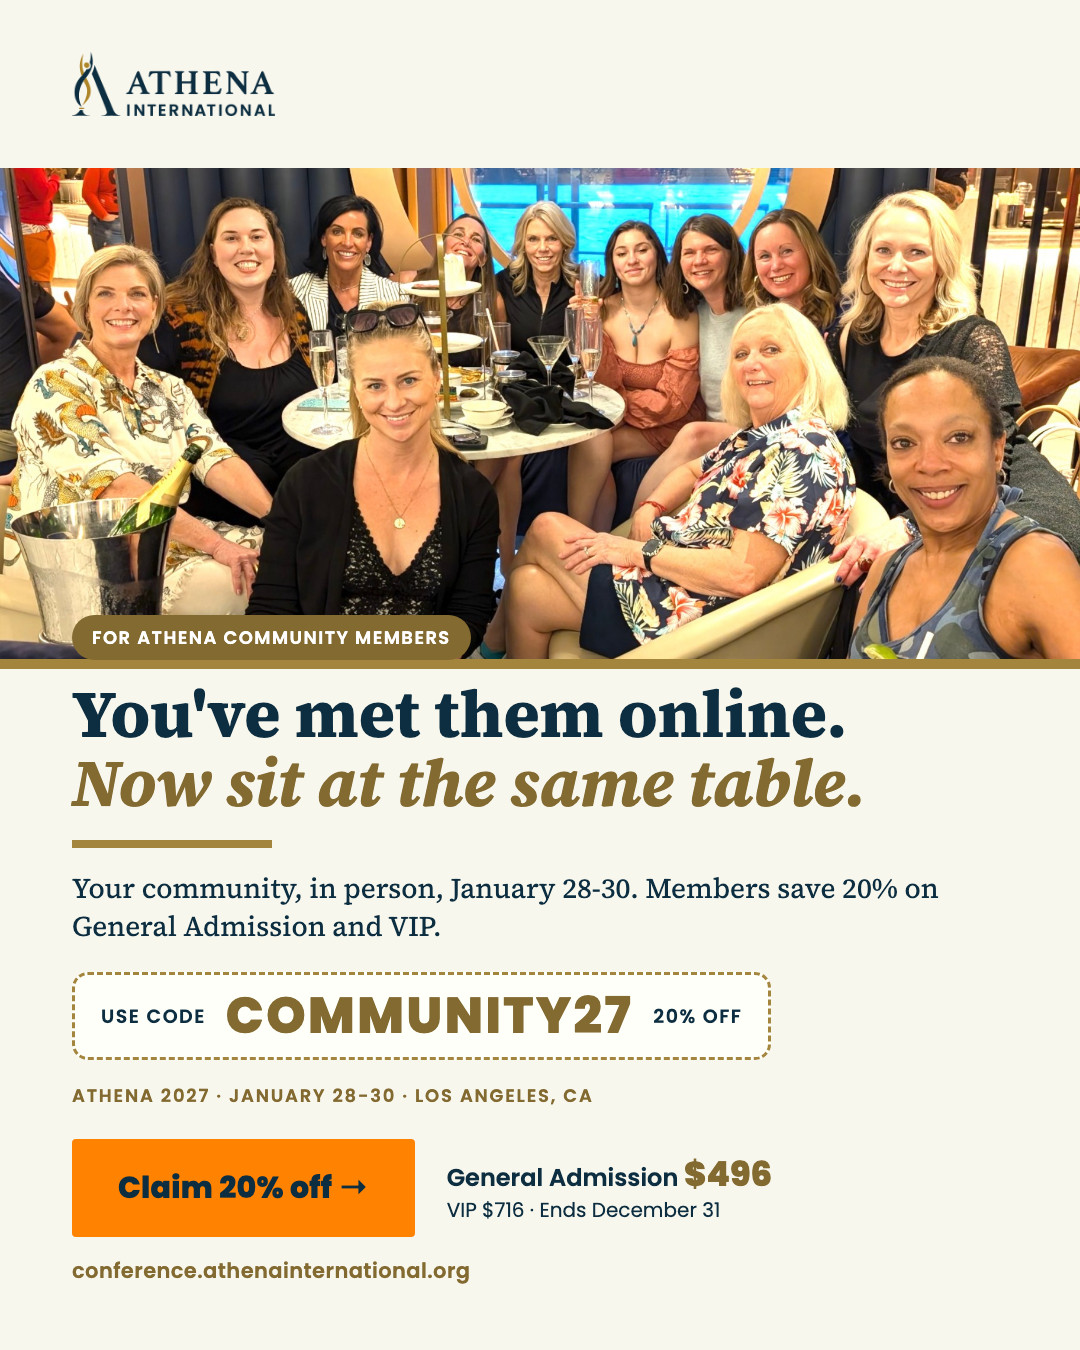 ATHENA
INTERNATIONAL
FOR ATHENA COMMUNITY MEMBERS
You've met them online.
Now sit at the same table.
Your community, in person, January 28-30. Members save 20% on
General Admission and VIP.
USE CODE COMMUNITY27 20% OFF
ATHENA 2027 · JANUARY 28-30 · LOS ANGELES, CA
Claim 20% off →
General Admission $496
VIP $716 · Ends December 31
conference.athenainternational.org